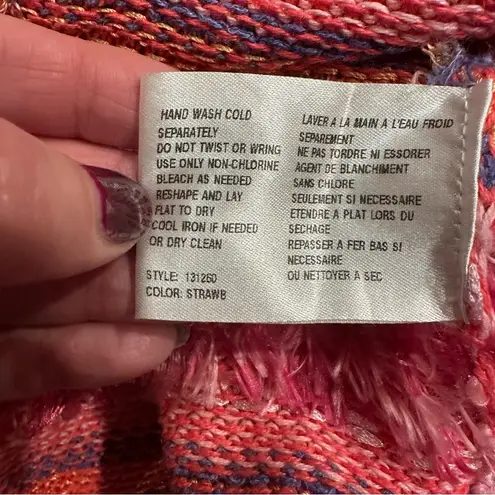 HAND WASH COLD
SEPARATELY
DO NOT TWIST OR WRING
USE ONLY NON-CHLORINE
BLEACH AS NEEDED
RESHAPE AND LAY
FLAT TO DRY
COOL IRON IF NEEDED
OR DRY CLEAN
STYLE: 131260
COLOR: STRAWB
LAVER A LA MAIN A L'EAU FROID
SEPAREMENT
NE PAS TORDRE NI ESSORER
AGENT DE BLANCHIMENT
SANS CHLORE
SEULEMENT SI NECESSAIRE
ETENDRE A PLAT LORS DU
SECHAGE
REPASSER A FER BAS SI
NECESSAIRE
OU NETTOYER A SEC